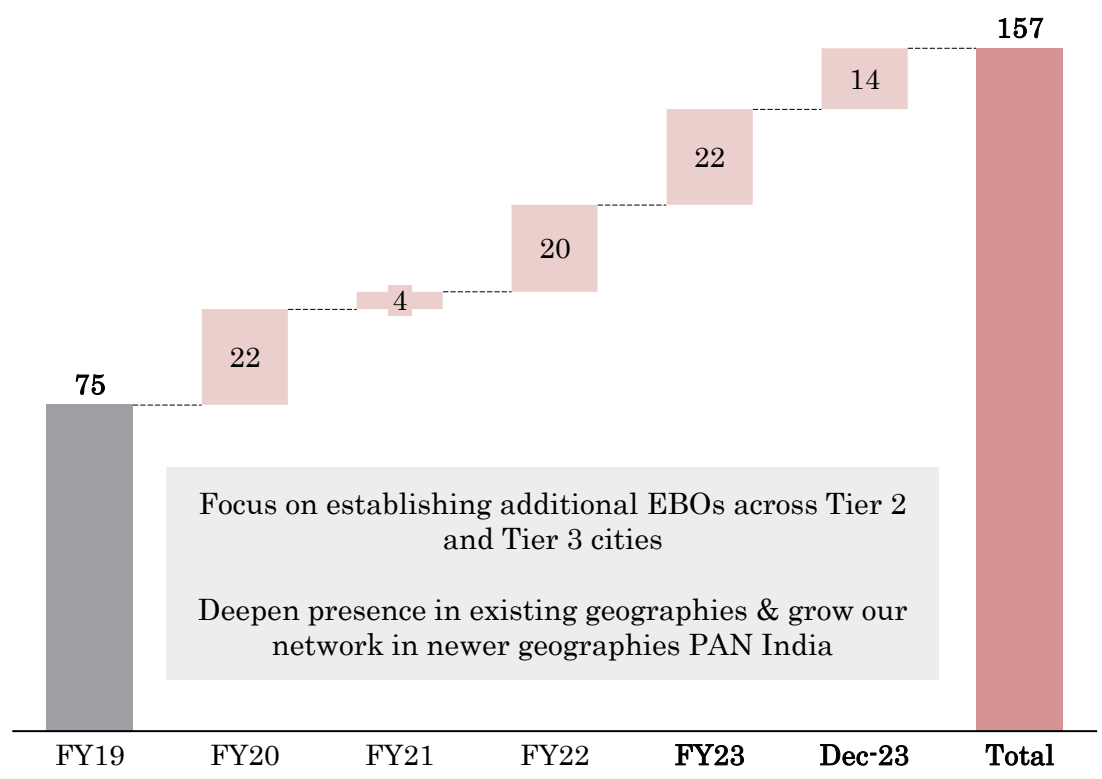 157
14
22
20
4
22
75
Focus on establishing additional EBOs across Tier 2
and Tier 3 cities
Deepen presence in existing geographies & grow our
network in newer geographies PAN India
FY19 FY20 FY21 FY22 FY23 Dec-23 Total